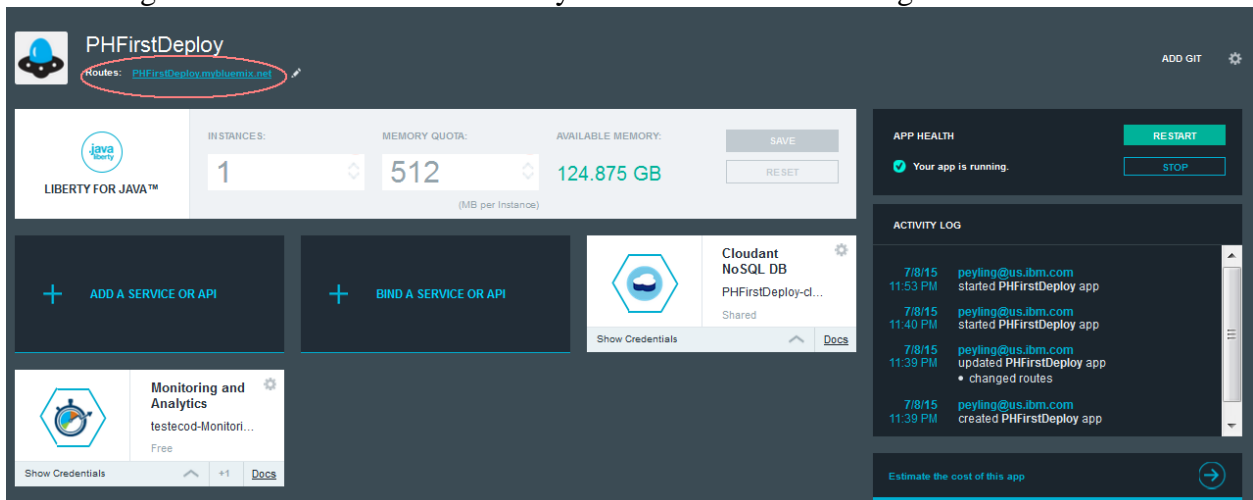 PHFirstDeploy
Routes: PHFirstDeploy.mybluemix.net
ADD GIT
java
liberty
LIBERTY FOR JAVA™
INSTANCES:
1
MEMORY QUOTA:
512
(MB per Instance)
AVAILABLE MEMORY:
124.875 GB
SAVE
RESET
APP HEALTH
RESTART
Your app is running.
STOP
ADD A SERVICE OR API
BIND A SERVICE OR API
Cloudant
NoSQL DB
PHFirstDeploy-cl...
Shared
Show Credentials
Docs
ACTIVITY LOG
7/8/15 peyling@us.ibm.com
11:53 PM started PHFirstDeploy app
7/8/15 peyling@us.ibm.com
11:40 PM started PHFirstDeploy app
7/8/15 peyling@us.ibm.com
11:39 PM updated PHFirstDeploy app
• changed routes
7/8/15 peyling@us.ibm.com
11:39 PM created PHFirstDeploy app
Monitoring and
Analytics
testecod-Monitori...
Free
Show Credentials +1 Docs
Estimate the cost of this app